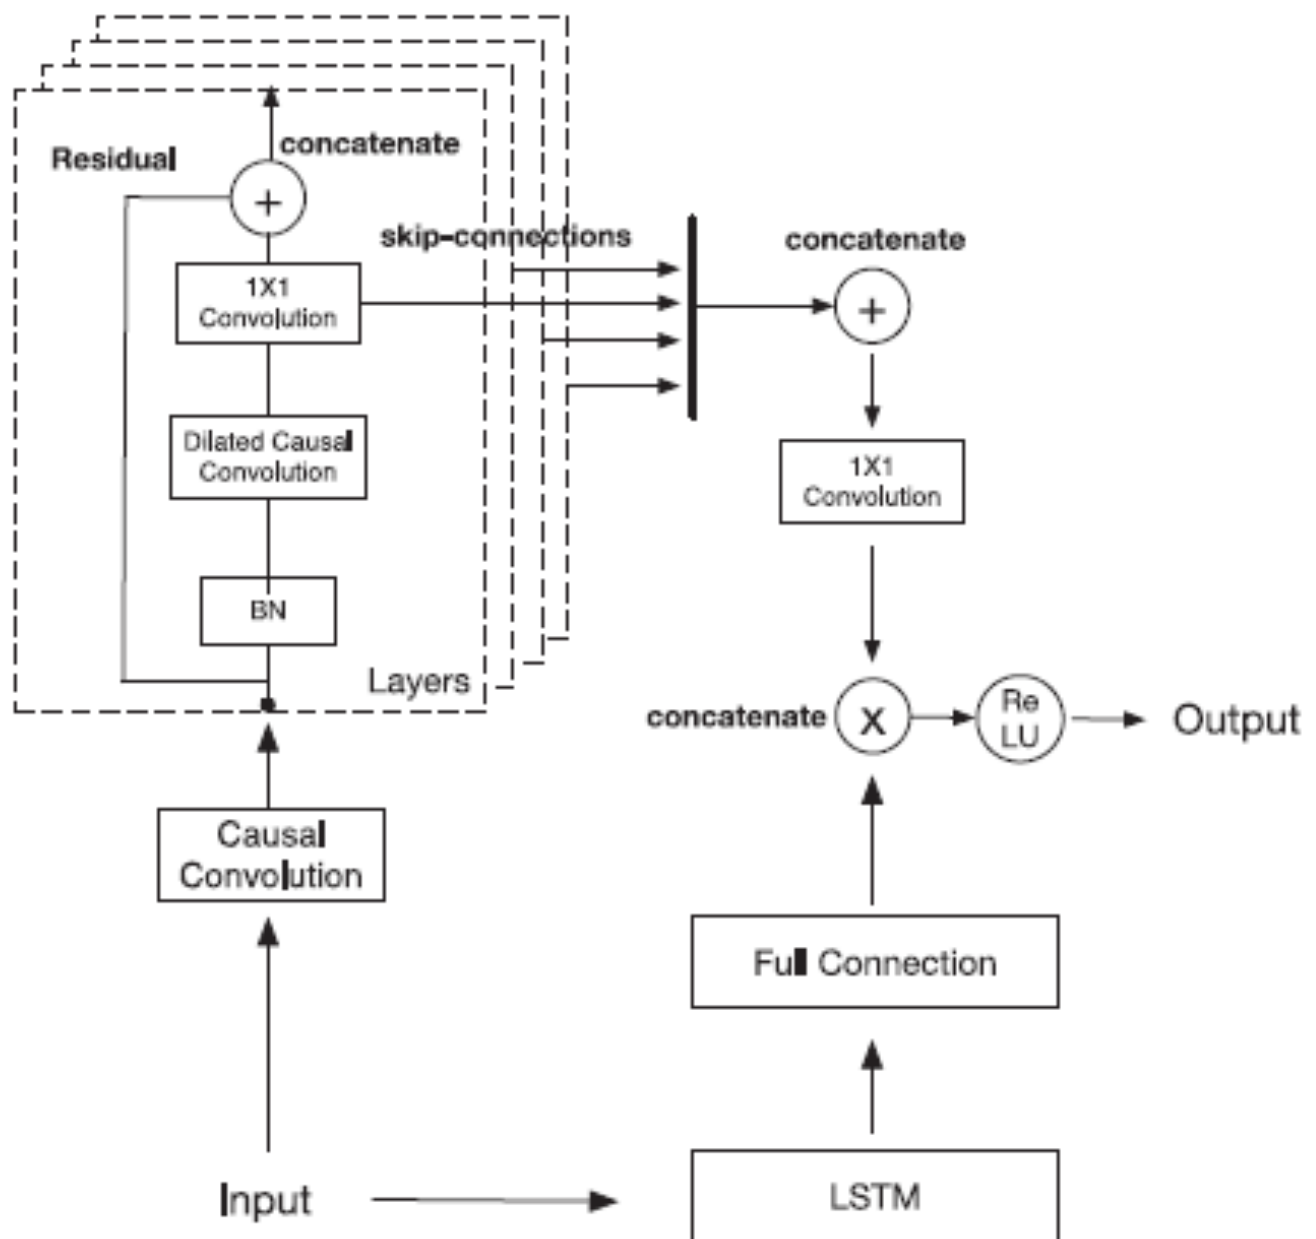 Residual
concatenate
+
skip-connections
concatenate
+
1X1
Convolution
Dilated Causal
Convolution
1X1
Convolution
BN
Layers
concatenate
X
Re
LU
Output
Causal
Convolution
Full Connection
Input
LSTM